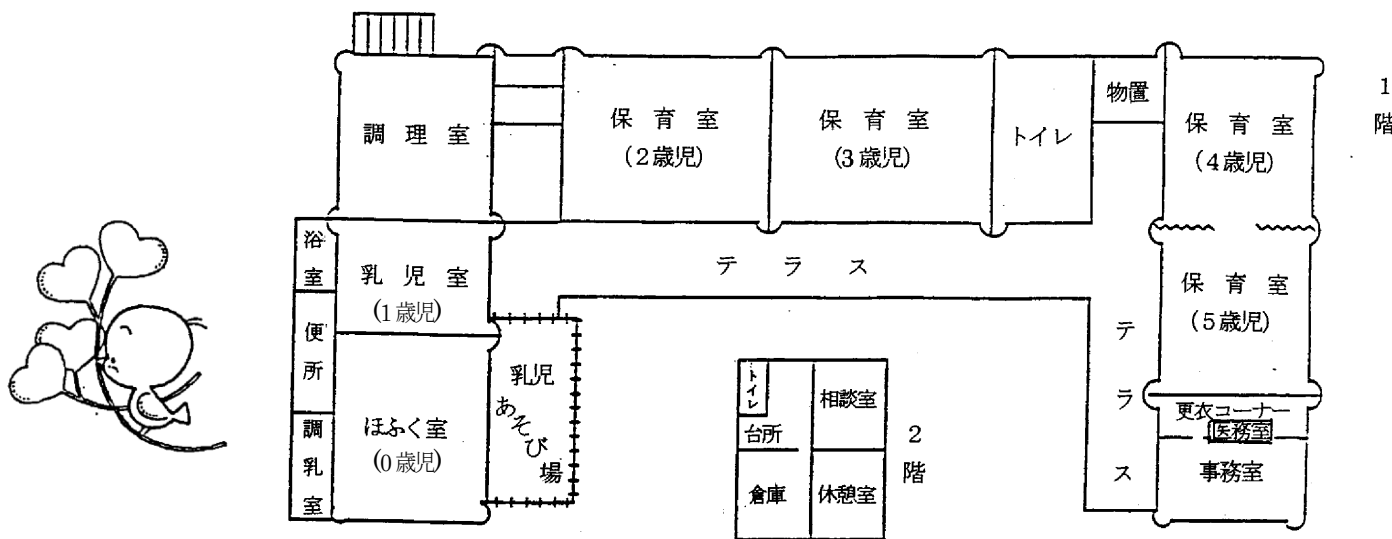 1
階
物置
調 理 室
保 育 室
(2歳児)
保 育 室
(3歳児)
トイレ
保 育 室
(4歳児)
浴
室
乳 児 室
(1歳児)
テ ラ ス
保 育 室
(5歳児)
便
所
テ
ラ
ス
乳児
あそび
場
ほふく室
(0歳児)
調
乳
室
トイレ
相談室
台所
倉庫
休憩室
2
階
更衣コーナー
医務室
事務室